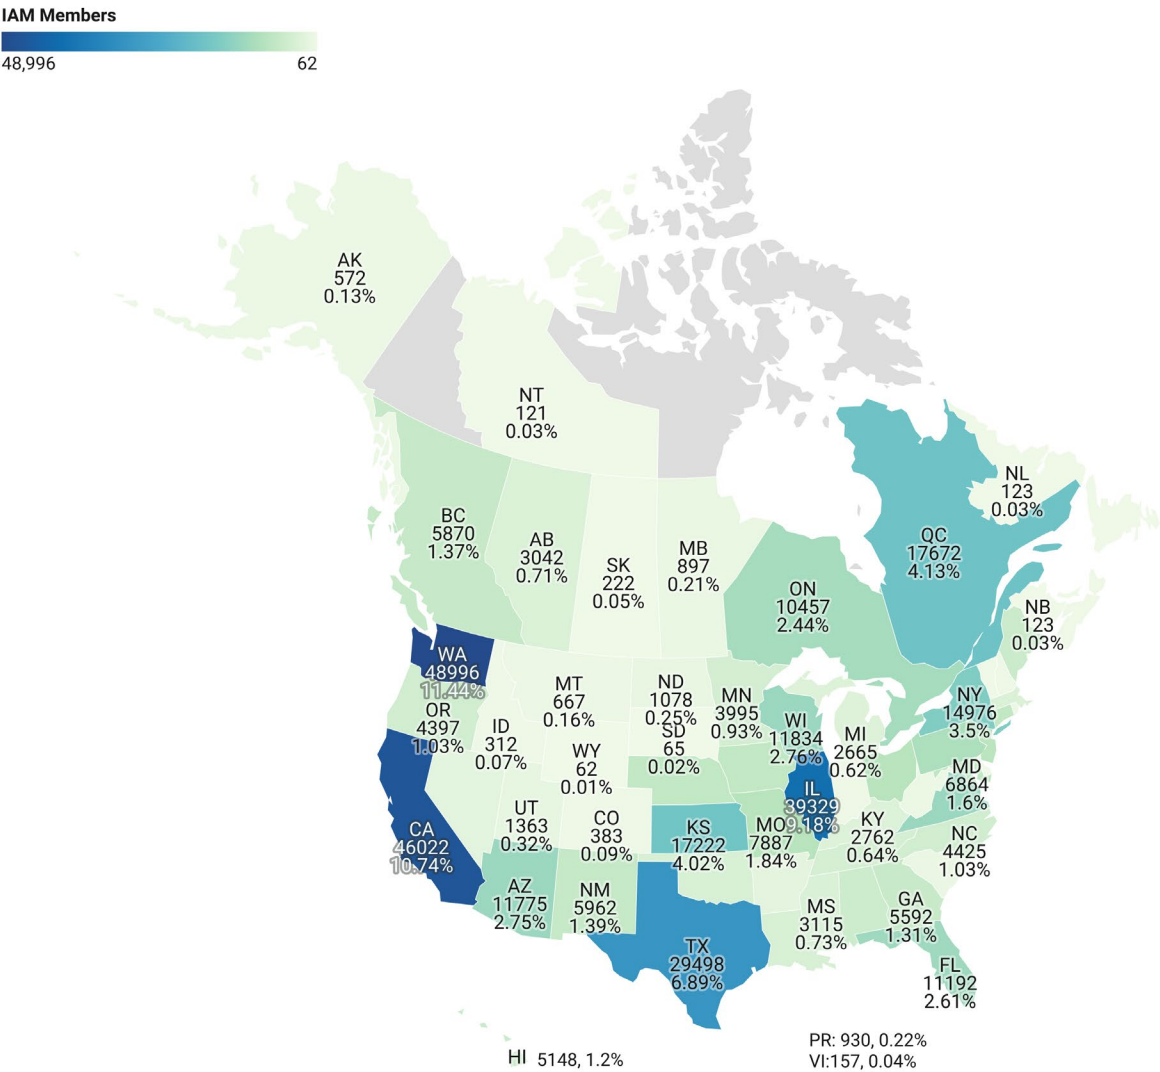 IAM Members
48,996 62
AK
572
0.13%
NT
121
0.03%
NL
123
0.03%
BC
5870
1.37%
AB
3042
0.71%
SK
222
0.05%
MB
897
0.21%
ON
10457
2.44%
QC
17672
4.13%
NB
123
0.03%
WA
48996
11.44%
OR
4397
1.03%
ID
312
0.07%
MT
667
0.16%
ND
1078
0.25%
SD
65
0.02%
WY
62
0.01%
MN
3995
0.93%
WI
11834
2.76%
MI
2665
0.62%
NY
14976
3.5%
CA
46022
10.74%
UT
1363
0.32%
CO
383
0.09%
KS
17222
4.02%
MO
7887
1.84%
IL
39329
9.18%
KY
2762
0.64%
MD
6864
1.6%
NC
4425
1.03%
AZ
11775
2.75%
NM
5962
1.39%
TX
29498
6.89%
MS
3115
0.73%
GA
5592
1.31%
FL
11192
2.61%
HI 5148, 1.2%
PR: 930, 0.22%
VI:157, 0.04%